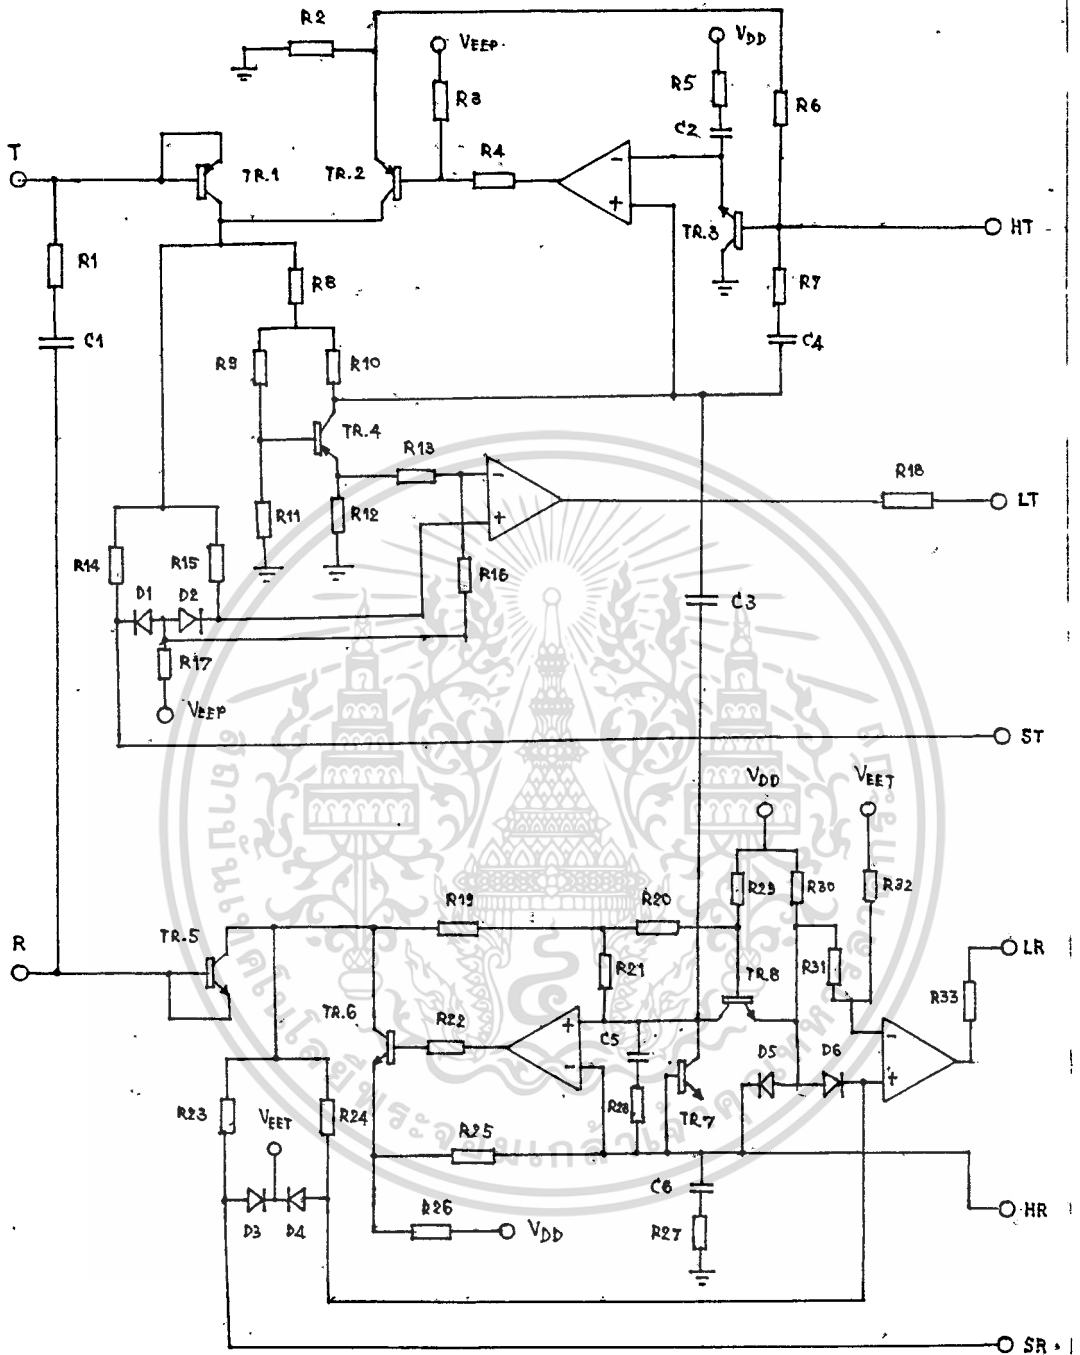 R2
VEEP
VDD
R3
R5
R6
C2
T
TR.1
TR.2
R4
-
+
TR.3
HT
R1
R8
R7
C1
C4
R9
R10
TR.4
R13
-
R18
+
LT
R11
R12
R14
R15
R16
D1
D2
C3
R17
VEEP
ST
VDD
VEET
R29
R30
R32
R19
R20
TR.5
LR
R
R21
TR.8
R31
R33
TR.6
R22
+
C5
-
-
D5
D6
+
R28
TR7
R23
VEET
R24
R25
C6
HR
D3
D4
R26
VDD
R27
SR